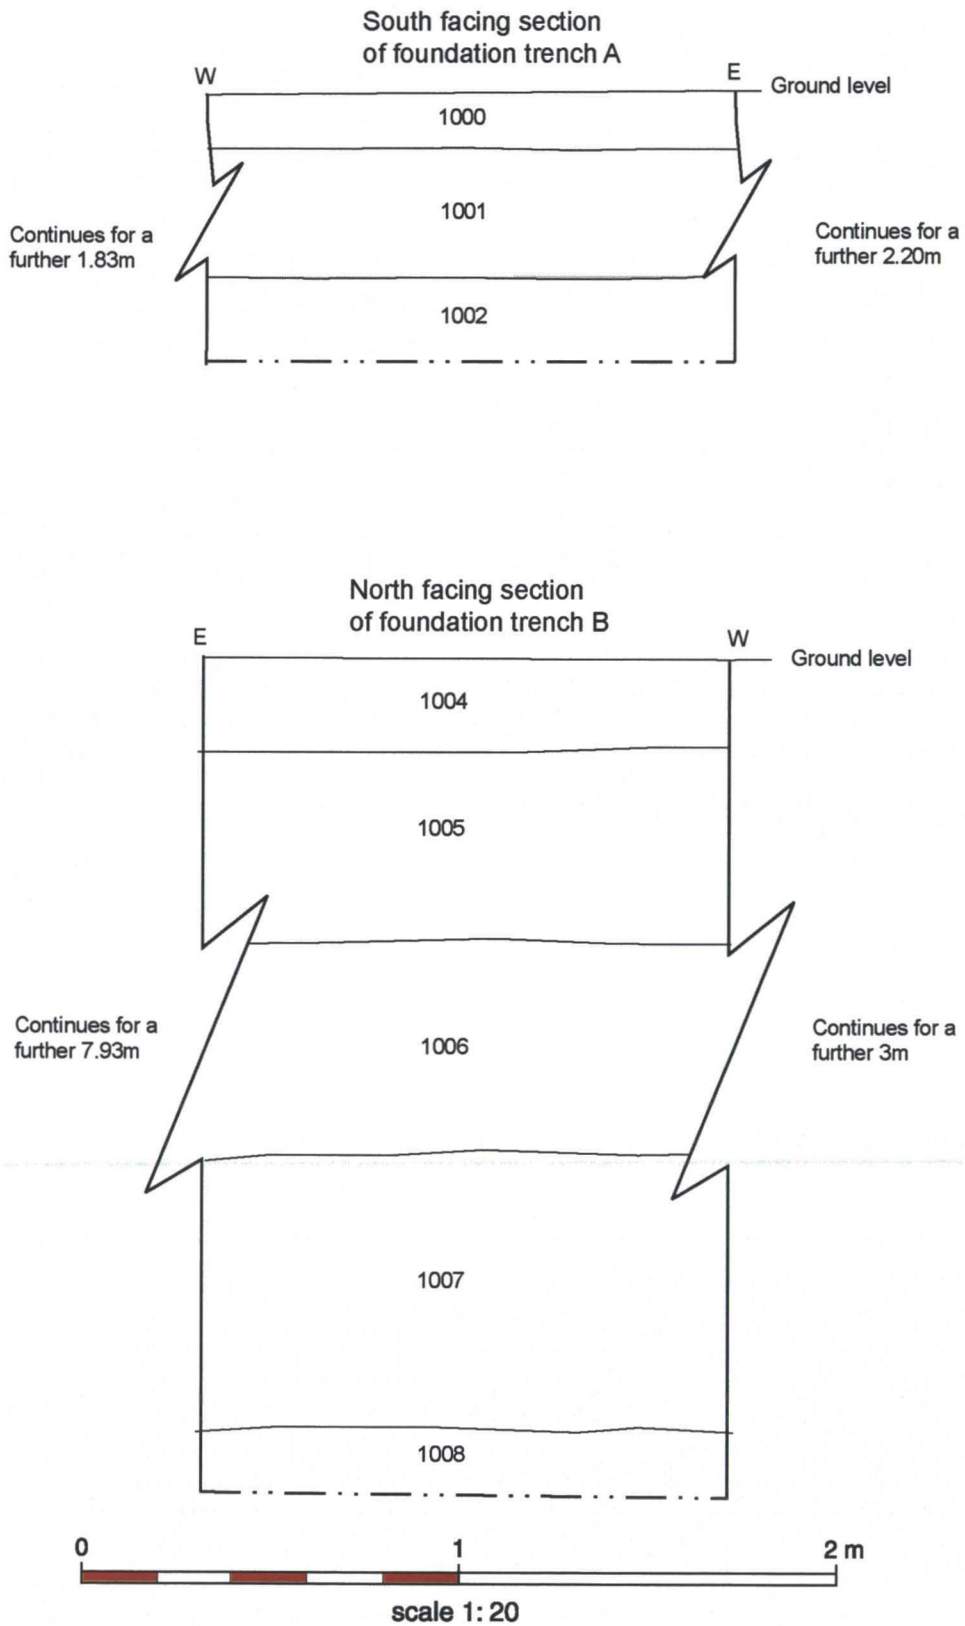 South facing section
of foundation trench A
W
E
Ground level
1000
1001
Continues for a
further 1.83m
Continues for a
further 2.20m
1002
North facing section
of foundation trench B
E
W
Ground level
1004
1005
Continues for a
further 7.93m
1006
Continues for a
further 3m
1007
1008
0 1 2 m
scale 1: 20